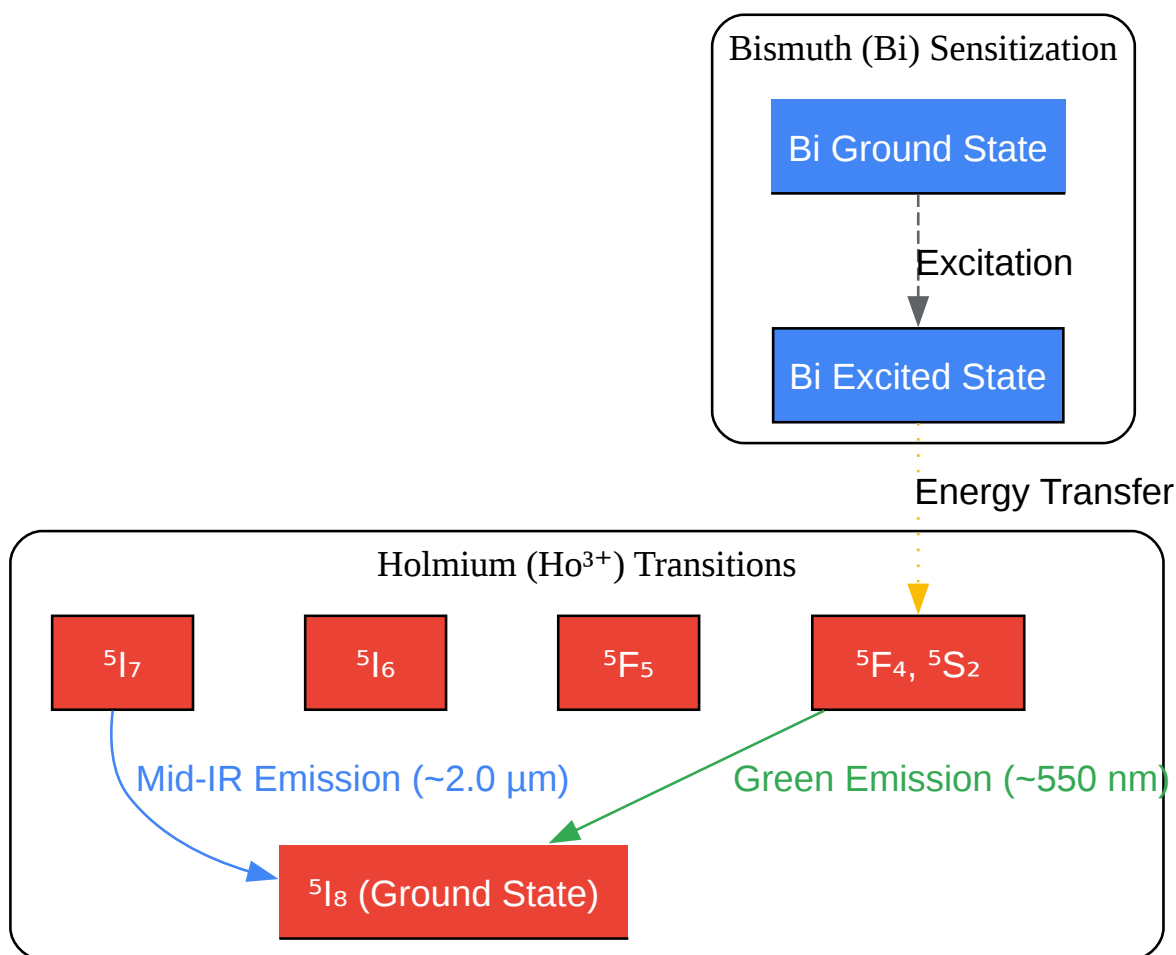 Bismuth (Bi) Sensitization
Bi Ground State
Excitation
Bi Excited State
Energy Transfer
Holmium (Ho³⁺) Transitions
⁵I₇
⁵I₆
⁵F₅
⁵F₄, ⁵S₂
Mid-IR Emission (~2.0 μm)
Green Emission (~550 nm)
⁵I₈ (Ground State)